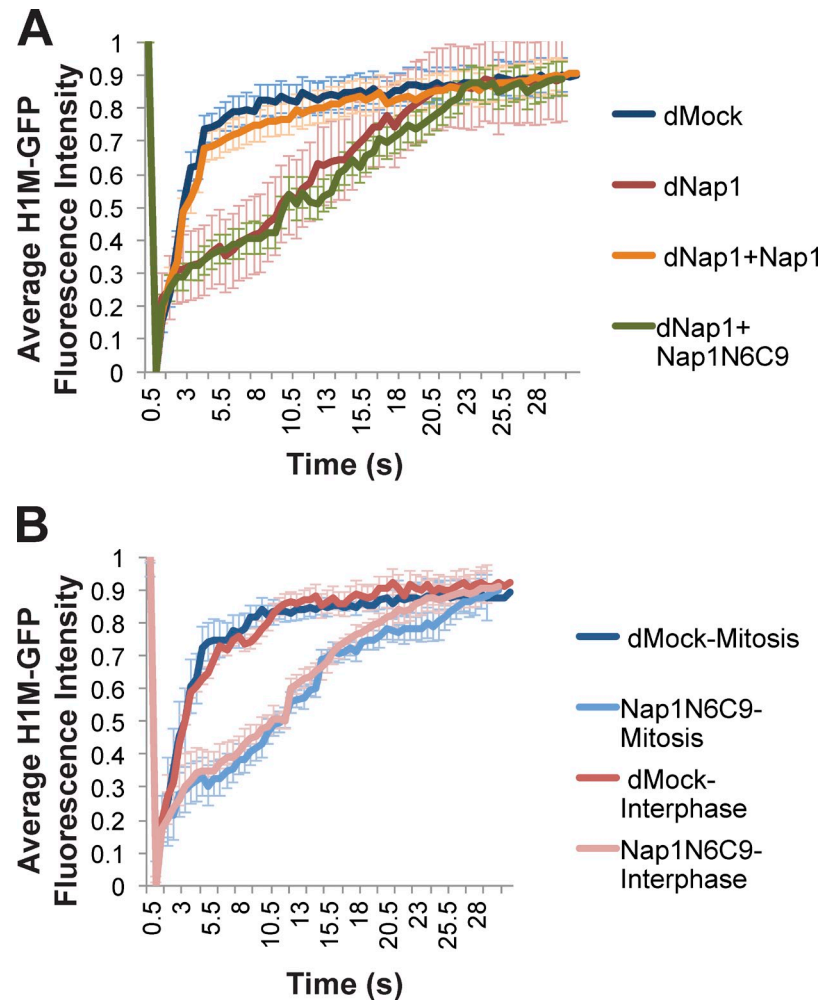 A
1
0.9
0.8
0.7
0.6
0.5
0.4
0.3
0.2
0.1
0
Average H1M-GFP
Fluorescence Intensity
0.5 3 5.5 8 10.5 13 15.5 18 20.5 23 25.5 28
Time (s)
dMock
dNap1
dNap1+Nap1
dNap1+
Nap1N6C9
B
1
0.9
0.8
0.7
0.6
0.5
0.4
0.3
0.2
0.1
0
Average H1M-GFP
Fluorescence Intensity
0.5 3 5.5 8 10.5 13 15.5 18 20.5 23 25.5 28
Time (s)
dMock-Mitosis
Nap1N6C9-
Mitosis
dMock-
Interphase
Nap1N6C9-
Interphase